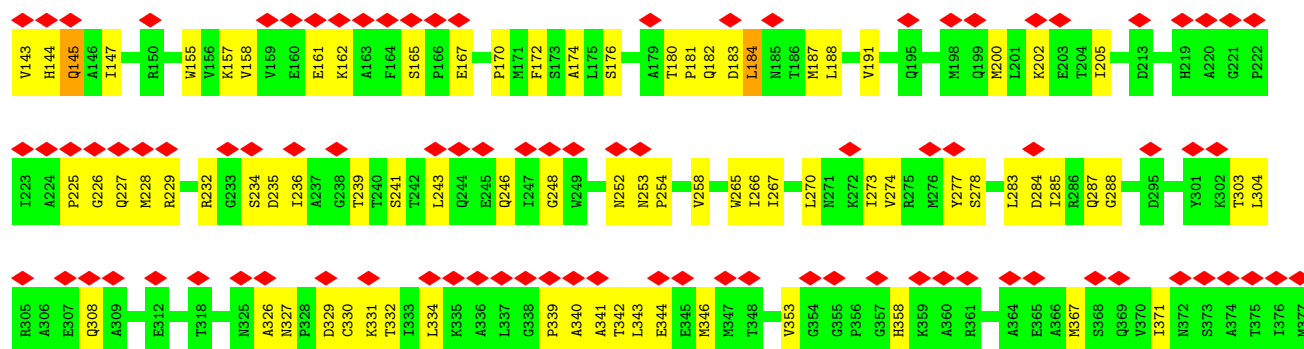 V143 H144 Q145 A146 I147 R150 W155 V156 K157 V158 V159 E160 E161 K162 A163 F164 S165 P166 E167 P170 M171 F172 S173 A174 L175 S176 A179 T180 P181 Q182 D183 L184 N185 T186 M187 L188 V191 Q195 M198 Q199 M200 L201 K202 E203 T204 I205 D213 H219 A220 G221 P222
I223 A224 P225 G226 Q227 M228 R229 R232 G233 S234 D235 I236 A237 G238 T239 T240 S241 T242 L243 Q244 E245 Q246 I247 G248 W249 N252 N253 P254 V258 W265 I266 I267 L270 N271 K272 I273 V274 R275 M276 Y277 S278 L283 D284 I285 R286 Q287 G288 D295 Y301 K302 T303 L304
R305 A306 E307 Q308 A309 E312 T318 N325 A326 N327 P328 D329 C330 K331 T332 I333 L334 K335 A336 L337 G338 P339 A340 A341 T342 L343 E344 E345 M346 M347 T348 V353 G354 G355 P356 G357 H358 K359 A360 R361 A364 E365 A366 M367 S368 Q369 V370 I371 N372 S373 A374 T375 I376 M377